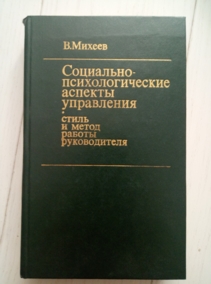 В.Михеев
Социально-
психологические
аспекты
управления
стиль
и метод
работы
руководителя